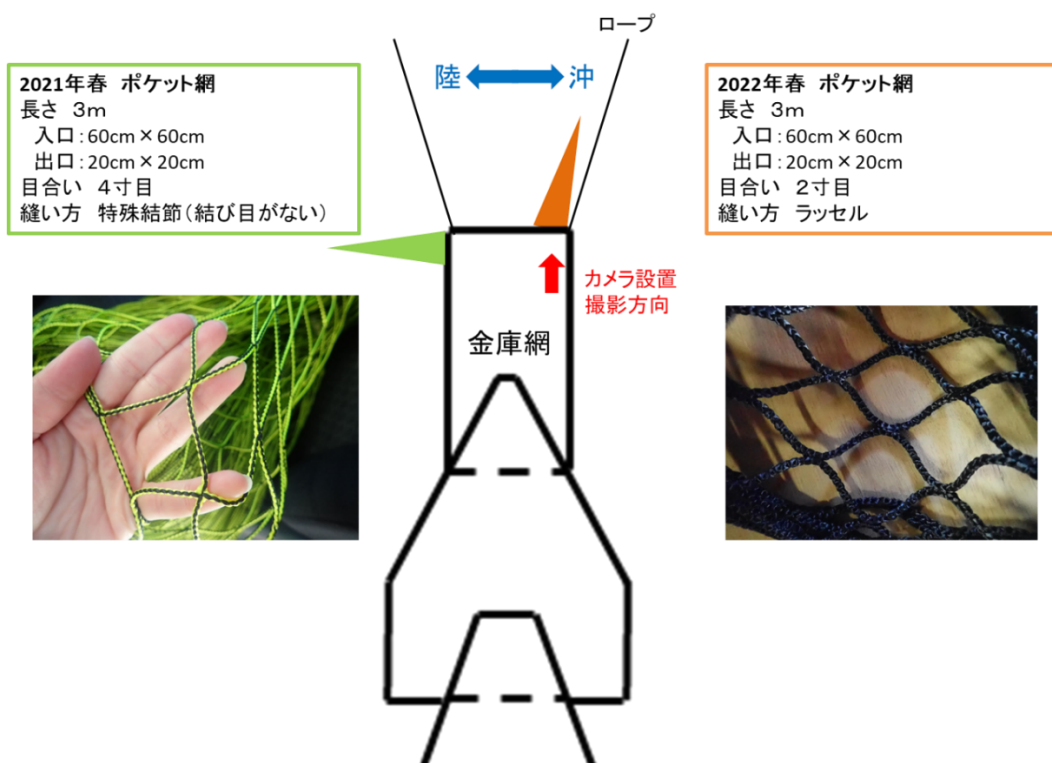 ロープ
陸 沖
2021年春 ポケット網
長さ 3m
入口:60cm×60cm
出口:20cm×20cm
目合い 4寸目
縫い方 特殊結節(結び目がない)
2022年春 ポケット網
長さ 3m
入口:60cm×60cm
出口:20cm×20cm
目合い 2寸目
縫い方 ラッセル
カメラ設置
撮影方向
金庫網